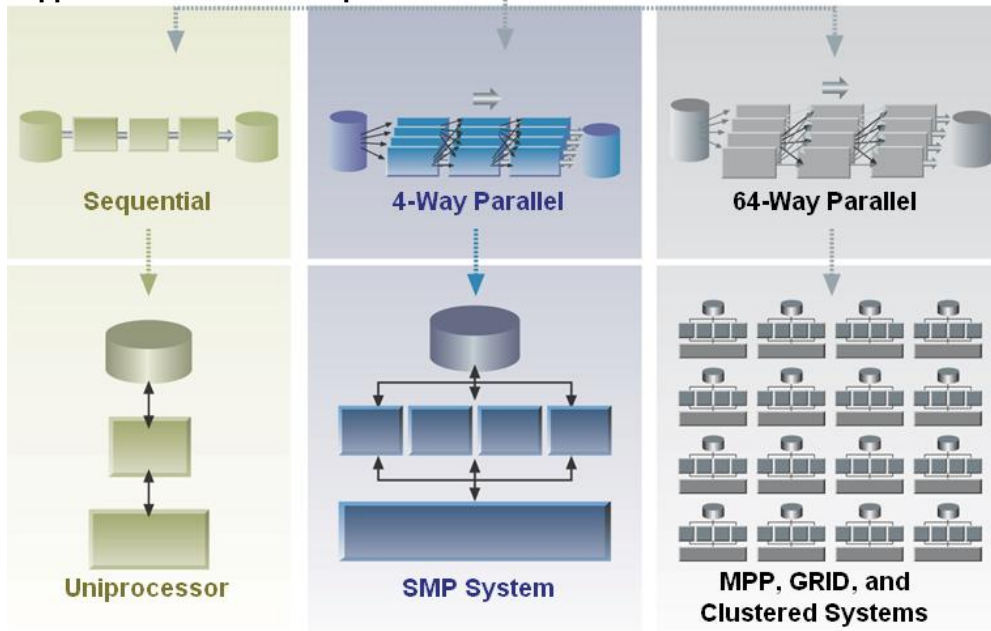 Sequential
4-Way Parallel
64-Way Parallel
Uniprocessor
SMP System
MPP, GRID, and
Clustered Systems